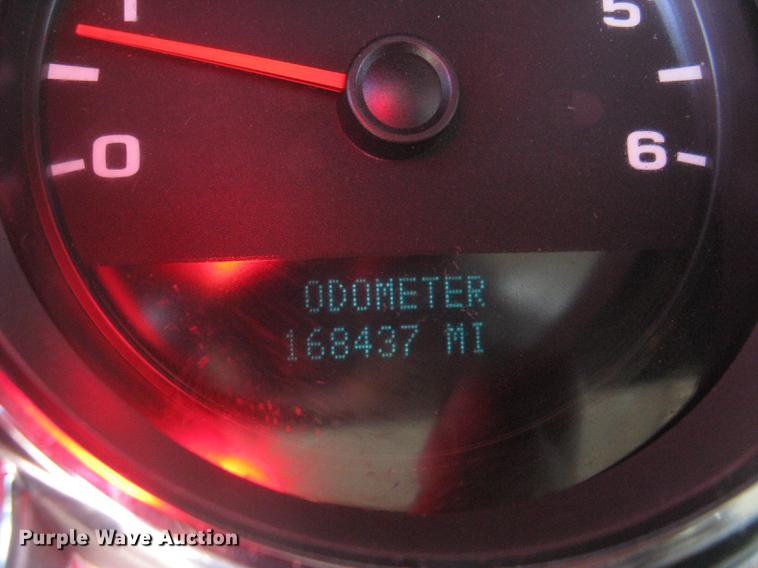 1 5
0 6
ODOMETER
168437 MI
Purple Wave Auction